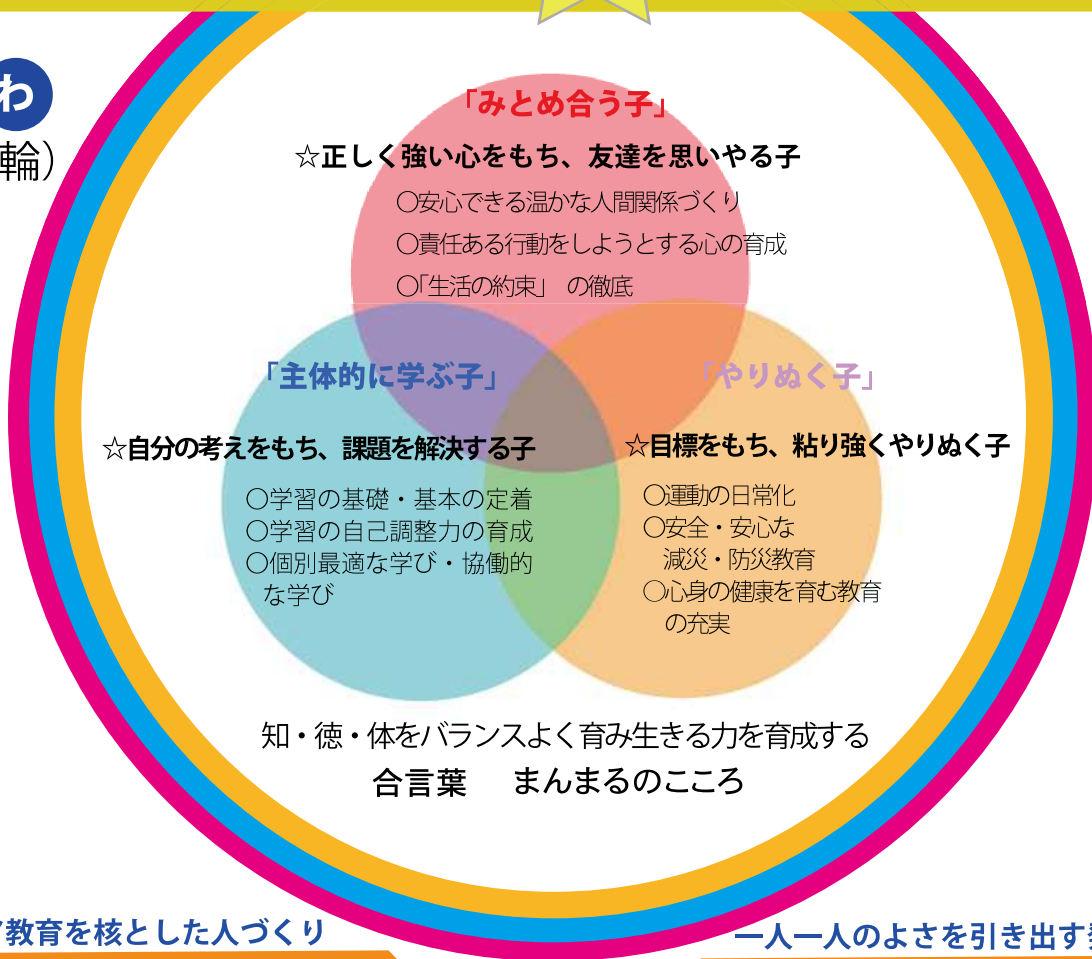 わ
輪）
「みとめ合う子」
☆正しく強い心をもち、友達を思いやる子
○安心できる温かな人間関係づくり
○責任ある行動をしようとする心の育成
○「生活の約束」 の徹底
「主体的に学ぶ子」
☆自分の考えをもち、課題を解決する子
○学習の基礎・基本の定着
○学習の自己調整力の育成
○個別最適な学び・協働的
な学び
「やりぬく子」
☆目標をもち、粘り強くやりぬく子
○運動の日常化
○安全・安心な
減災・防災教育
○心身の健康を育む教育
の充実
知・徳・体をバランスよく育み生きる力を育成する
合言葉 まんまるのこころ
教育を核とした人づくり
一人一人のよさを引き出す